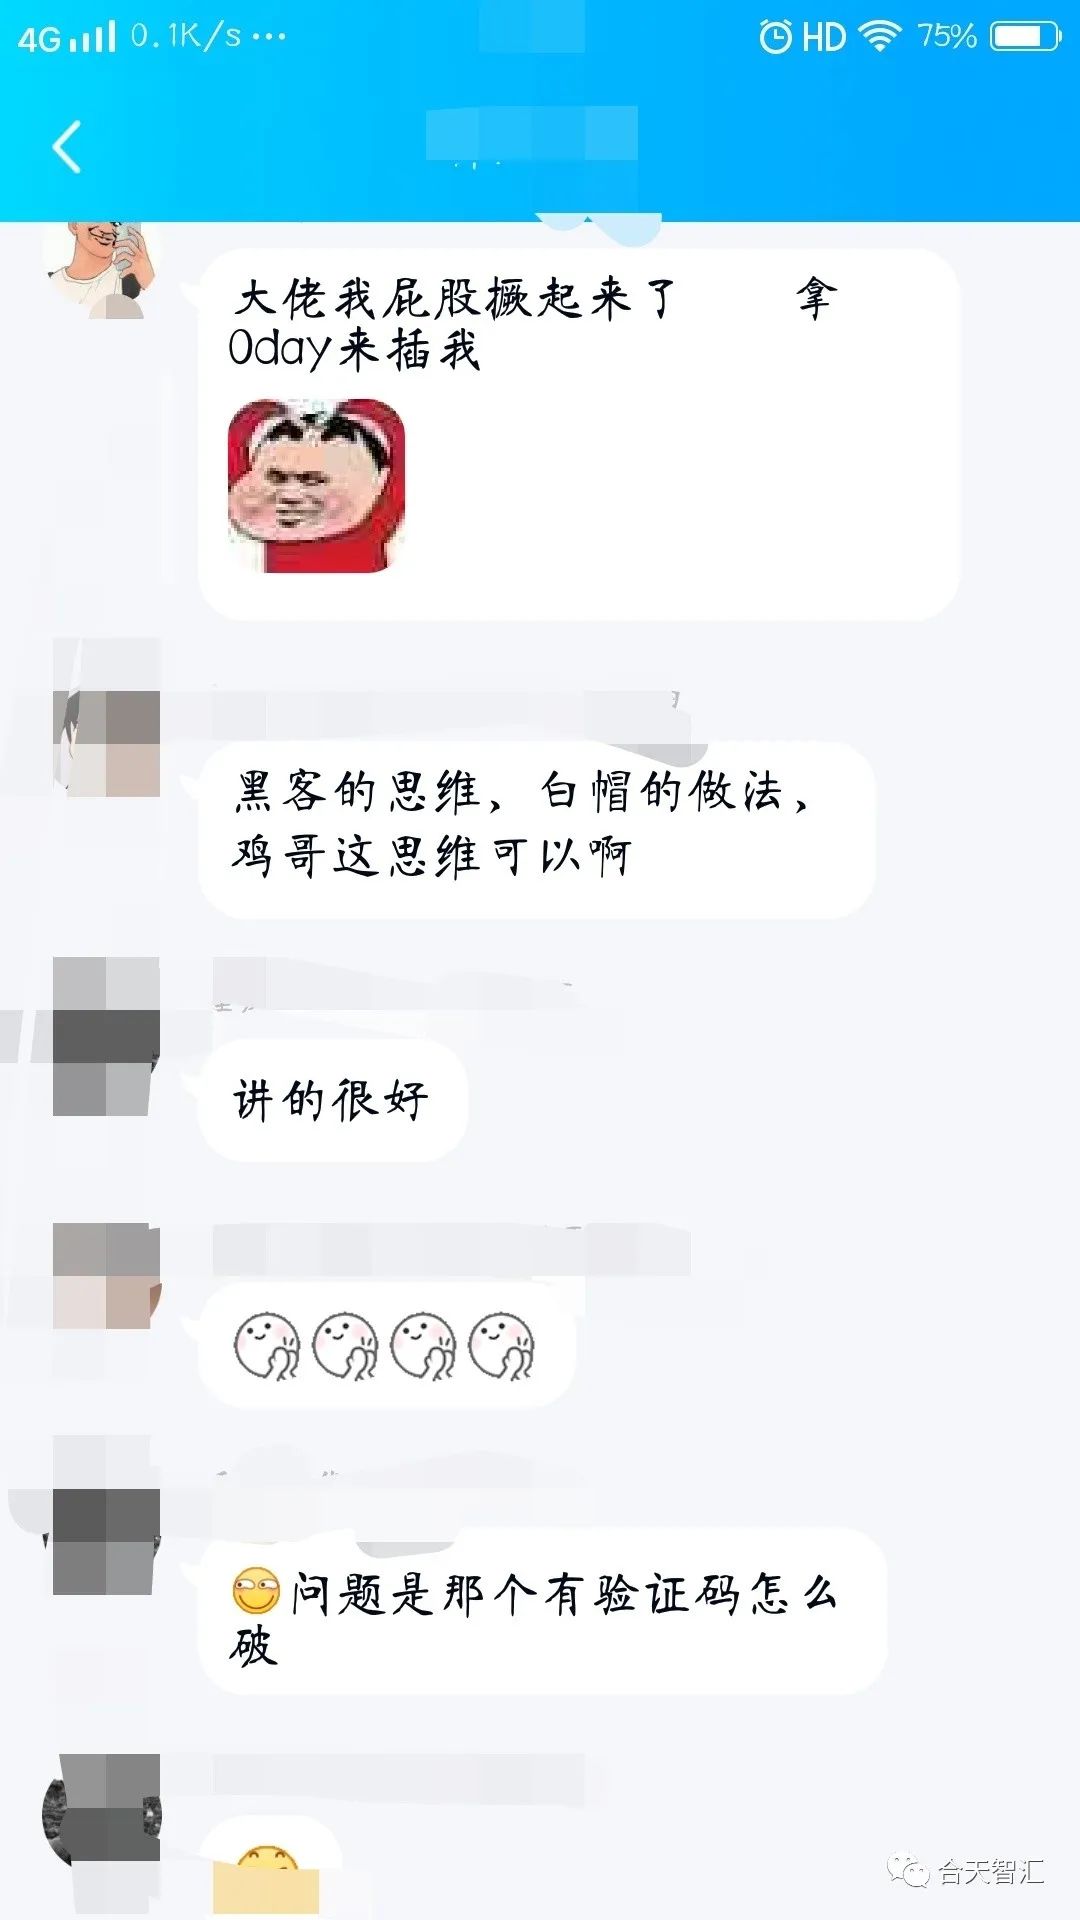 4G 0.1K/s ··· HD 75%
大佬我屁股撅起来了 拿
0day来插我
黑客的思维，白帽的做法，
鸡哥这思维可以啊
讲的很好
问题是那个有验证码怎么
破
合天智汇